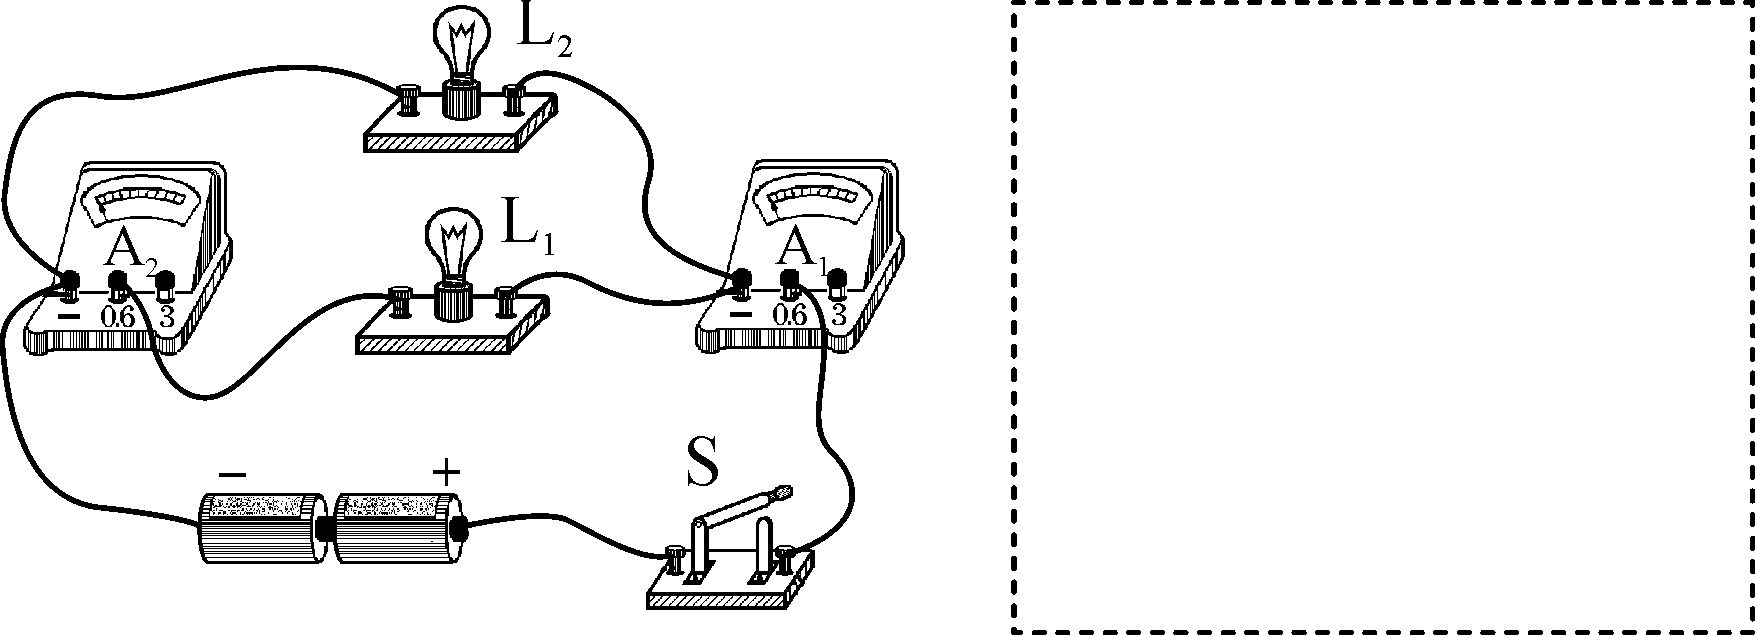 L₂
A₂
− 0.6 3
L₁
A₁
− 0.6 3
− +
S